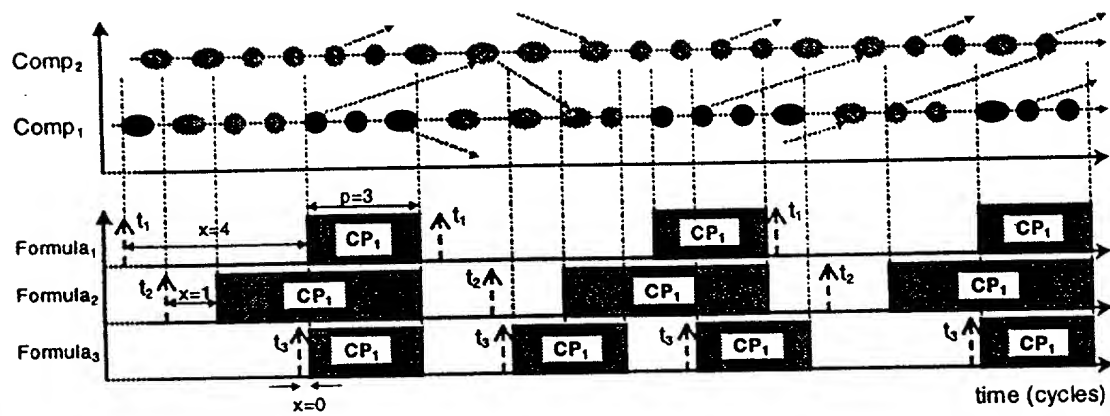 Comp₂
Comp₁
Formula₁ t₁ x=4 p=3 CP₁ t₁ CP₁ t₁ CP₁
Formula₂ t₂ x=1 CP₁ t₂ CP₁ t₂ CP₁
Formula₃ t₃ CP₁ t₃ CP₁ t₃ CP₁ t₃ CP₁
x=0
time (cycles)